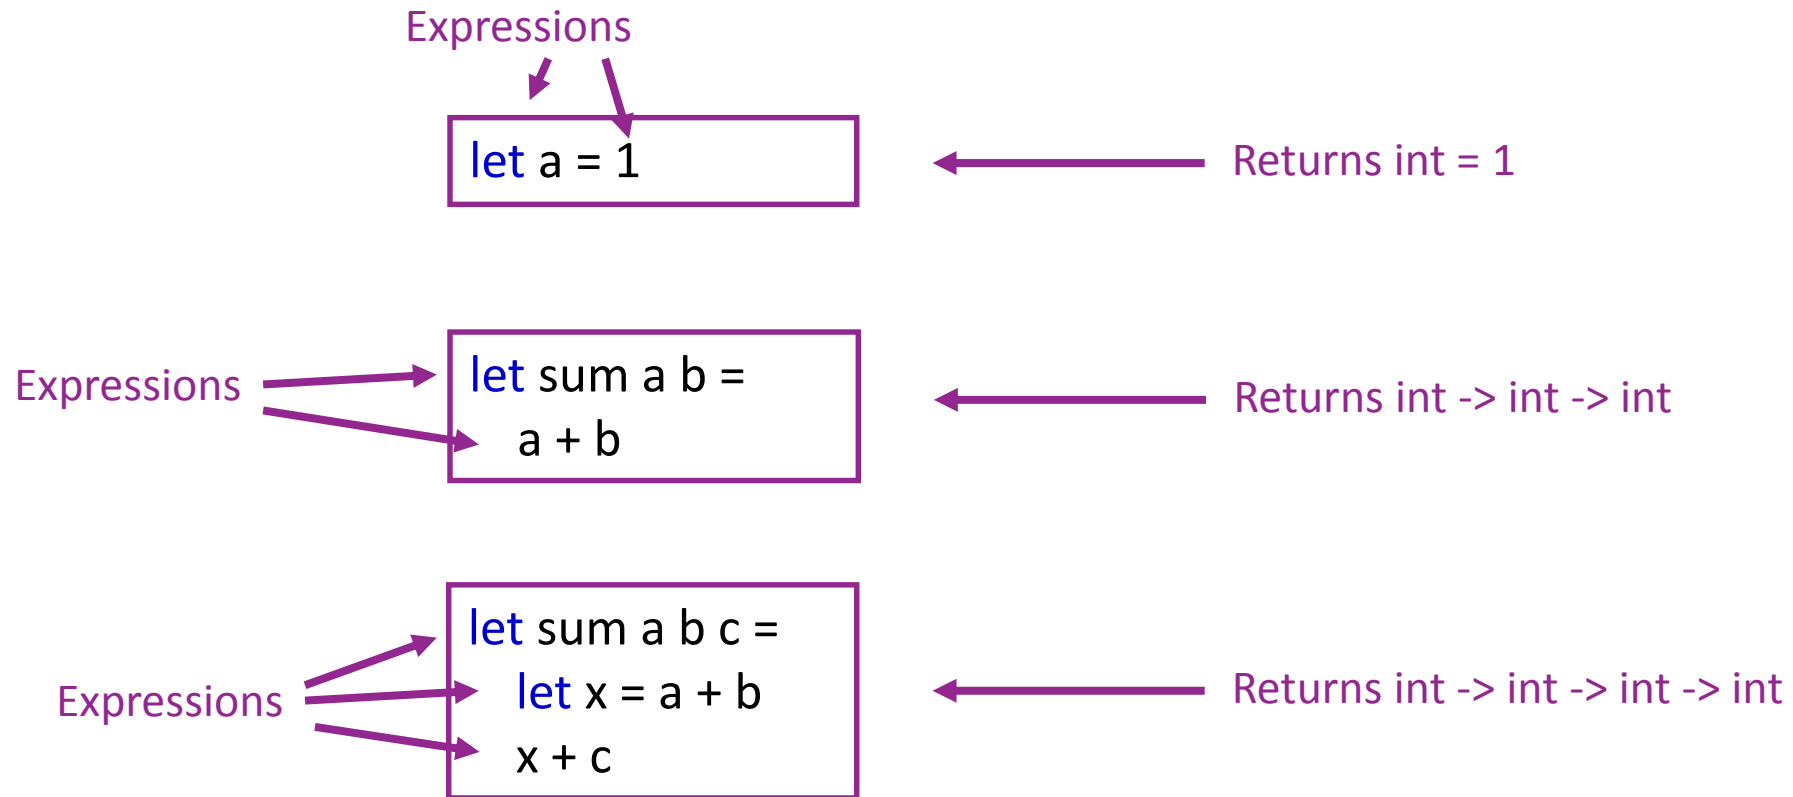 Expressions
let a = 1
Returns int = 1
Expressions
let sum a b =
a + b
Returns int -> int -> int
Expressions
let sum a b c =
let x = a + b
x + c
Returns int -> int -> int -> int